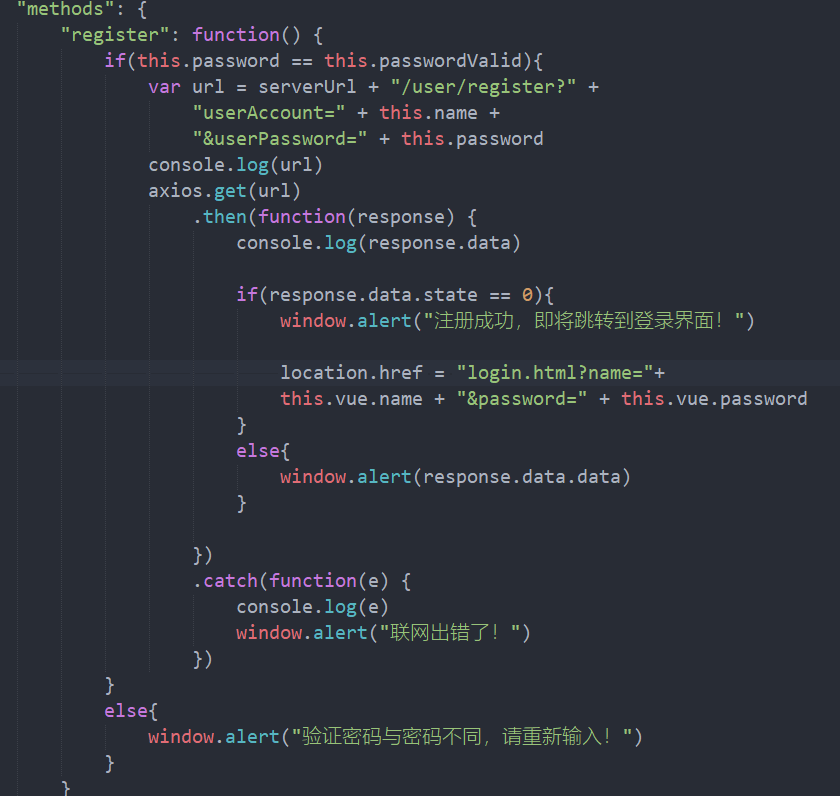 "methods": {
"register": function() {
if(this.password == this.passwordValid){
var url = serverUrl + "/user/register?" +
"userAccount=" + this.name +
"&userPassword=" + this.password
console.log(url)
axios.get(url)
.then(function(response) {
console.log(response.data)
if(response.data.state == 0){
window.alert("注册成功，即将跳转到登录界面！")
location.href = "login.html?name="+
this.vue.name + "&password=" + this.vue.password
}
else{
window.alert(response.data.data)
}
})
.catch(function(e) {
console.log(e)
window.alert("联网出错了！")
})
}
else{
window.alert("验证密码与密码不同，请重新输入！")
}
}